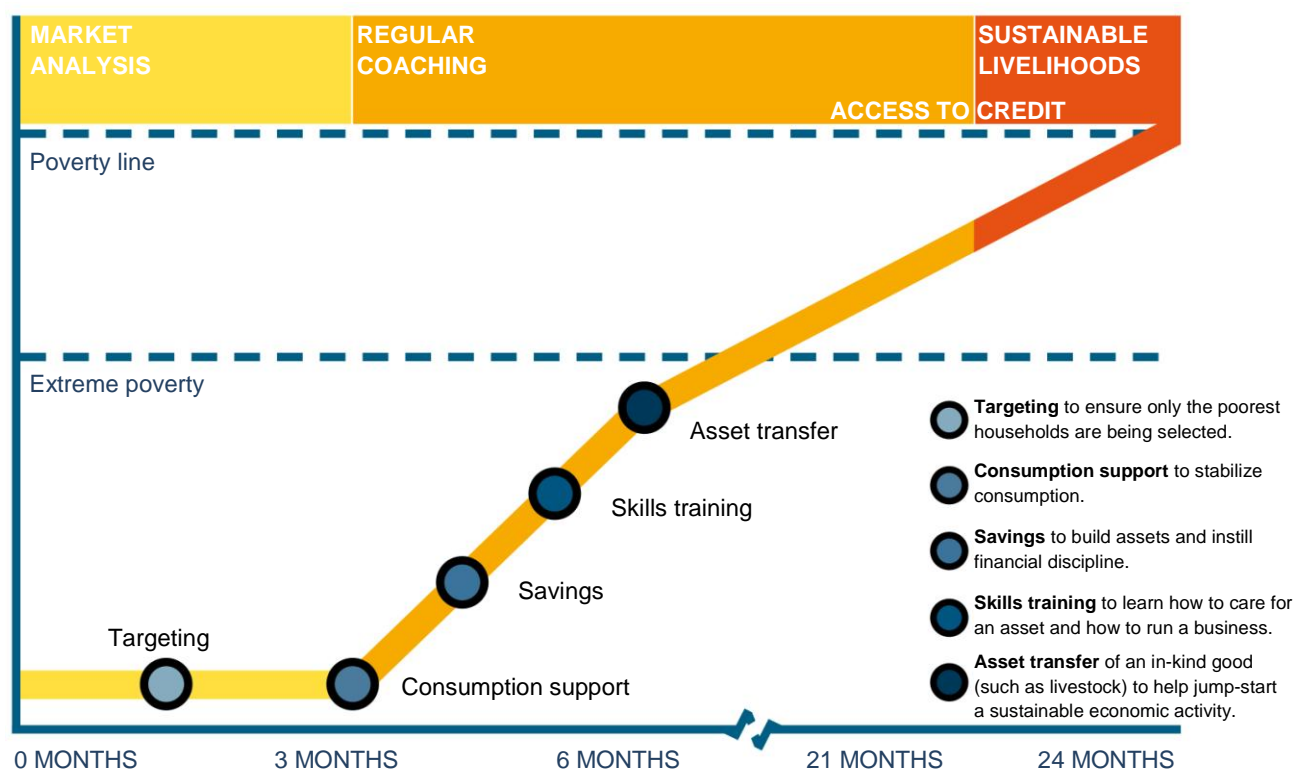 MARKET
ANALYSIS
REGULAR
COACHING
SUSTAINABLE
LIVELIHOODS
ACCESS TO CREDIT
Poverty line
Extreme poverty
Asset transfer
Skills training
Savings
Targeting
Consumption support
Targeting to ensure only the poorest
households are being selected.
Consumption support to stabilize
consumption.
Savings to build assets and instill
financial discipline.
Skills training to learn how to care for
an asset and how to run a business.
Asset transfer of an in-kind good
(such as livestock) to help jump-start
a sustainable economic activity.
0 MONTHS 3 MONTHS 6 MONTHS 21 MONTHS 24 MONTHS